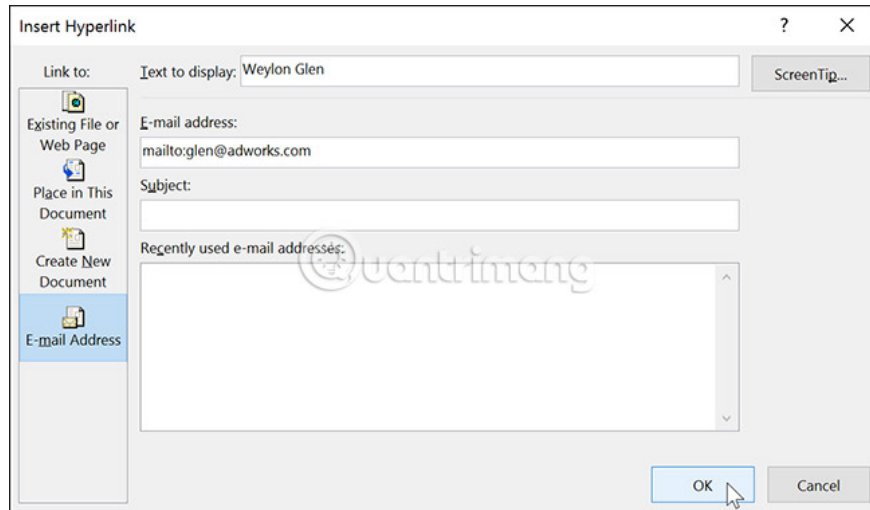 Insert Hyperlink
?
Link to:
Text to display:
Weylon Glen
ScreenTip...
Existing File or
Web Page
Place in This
Document
Create New
Document
E-mail Address
E-mail address:
mailto:glen@adworks.com
Subject:
Recently used e-mail addresses:
Quantrimang
OK
Cancel